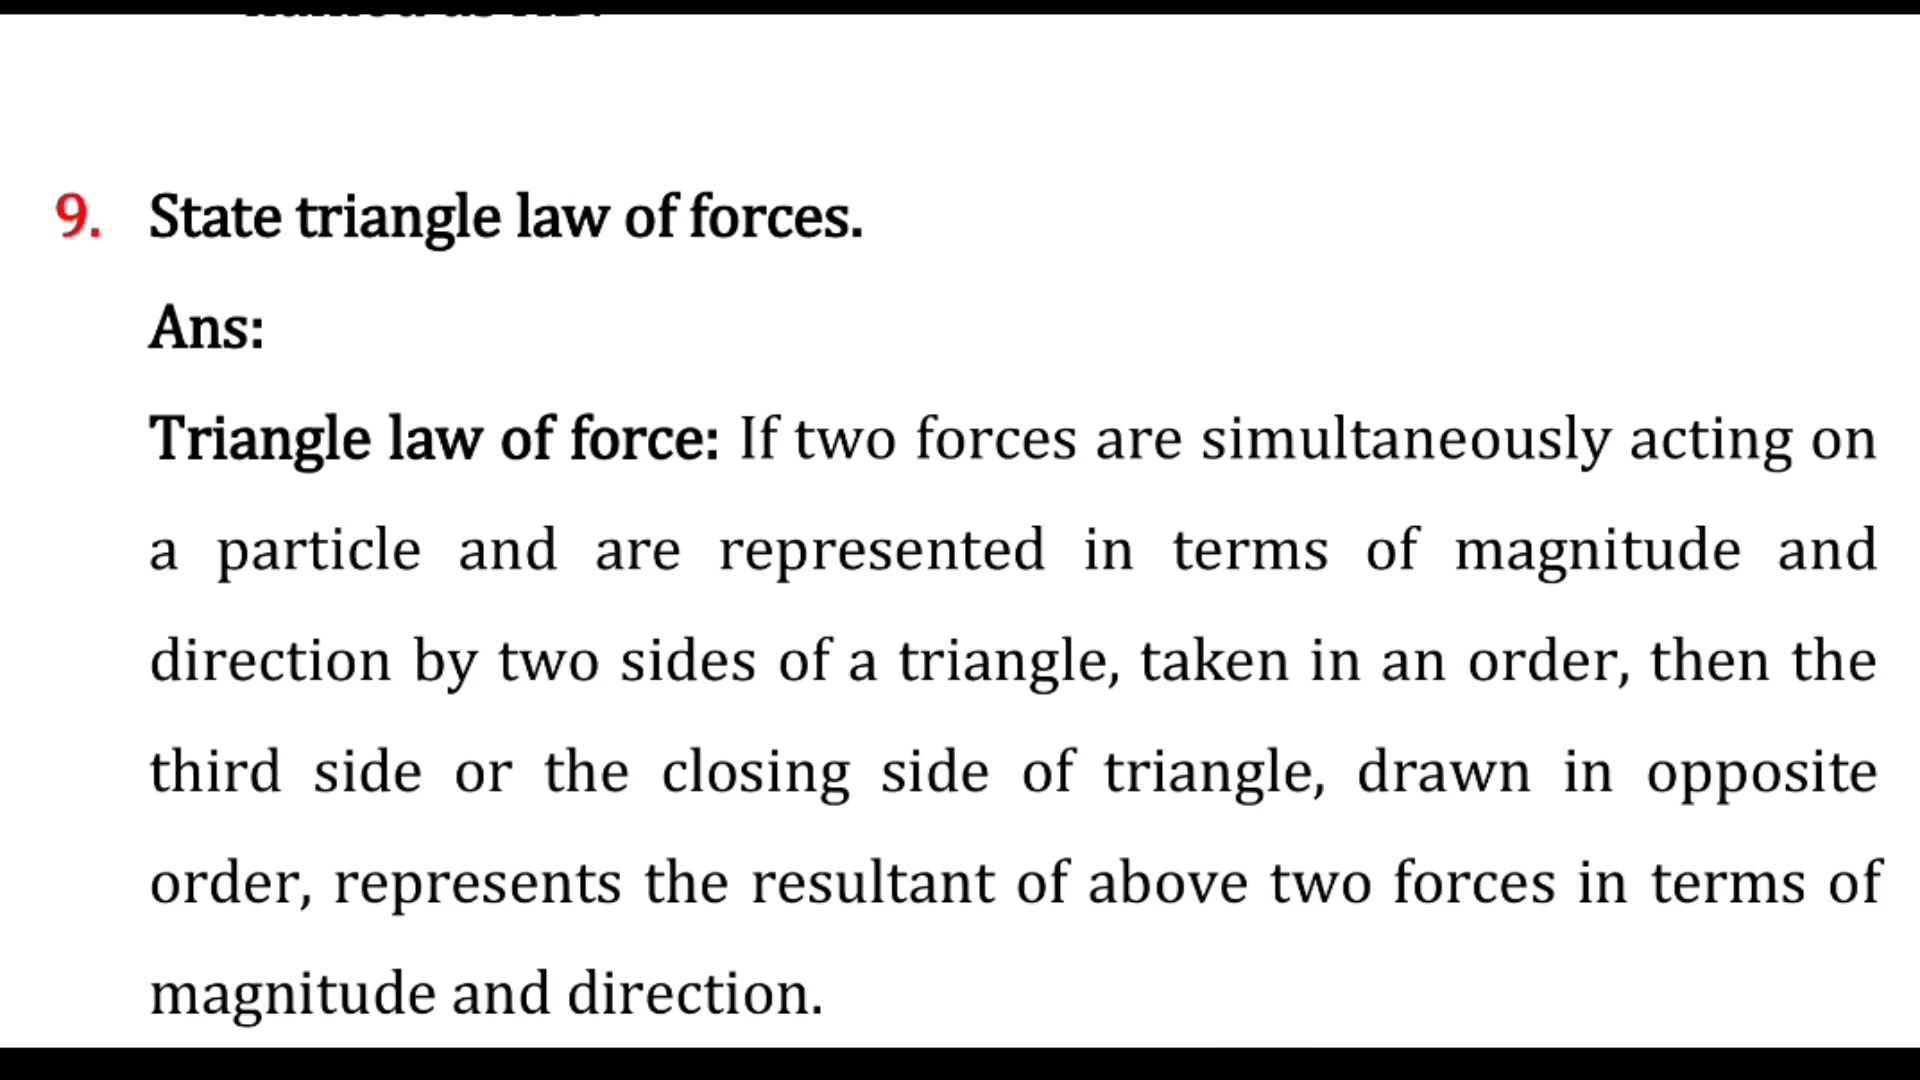 9. State triangle law of forces.
Ans:
Triangle law of force: If two forces are simultaneously acting on
a particle and are represented in terms of magnitude and
direction by two sides of a triangle, taken in an order, then the
third side or the closing side of triangle, drawn in opposite
order, represents the resultant of above two forces in terms of
magnitude and direction.